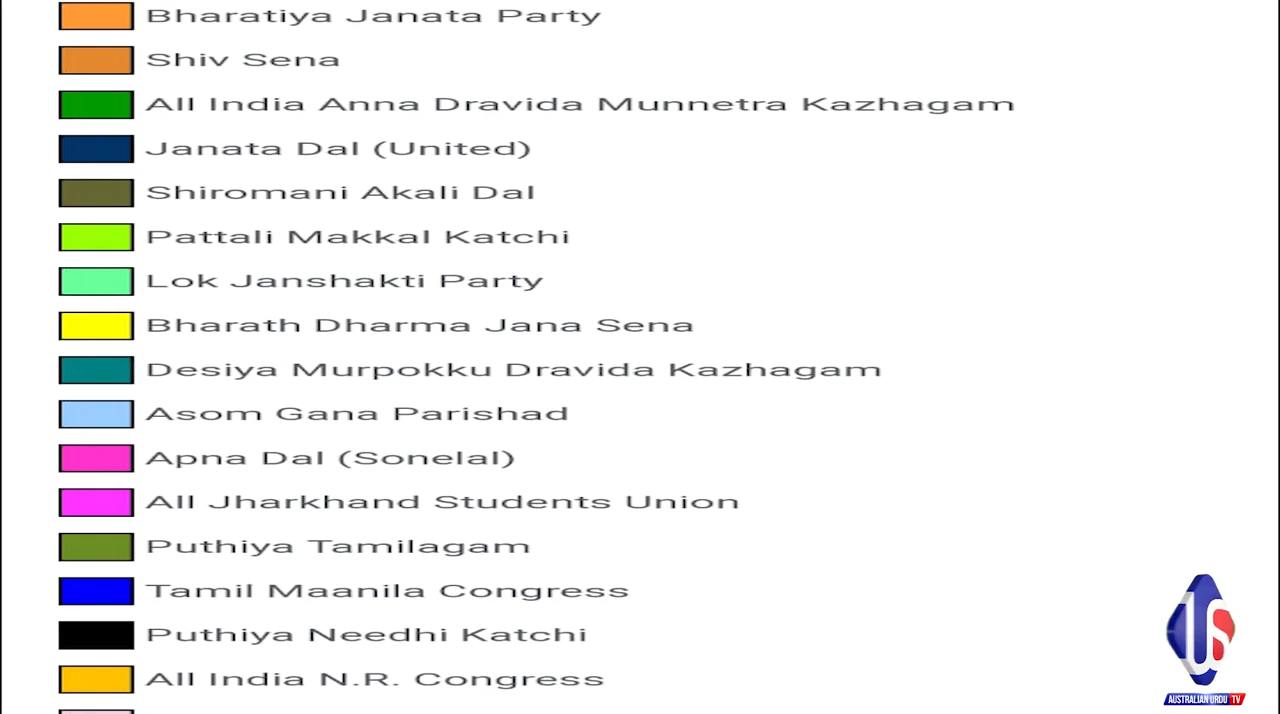 Bharatiya Janata Party
Shiv Sena
All India Anna Dravida Munnetra Kazhagam
Janata Dal (United)
Shiromani Akali Dal
Pattali Makkal Katchi
Lok Janshakti Party
Bharath Dharma Jana Sena
Desiya Murpokku Dravida Kazhagam
Asom Gana Parishad
Apna Dal (Sonelal)
All Jharkhand Students Union
Puthiya Tamilagam
Tamil Maanila Congress
Puthiya Needhi Katchi
All India N.R. Congress
US
AUSTRALIAN URDU TV